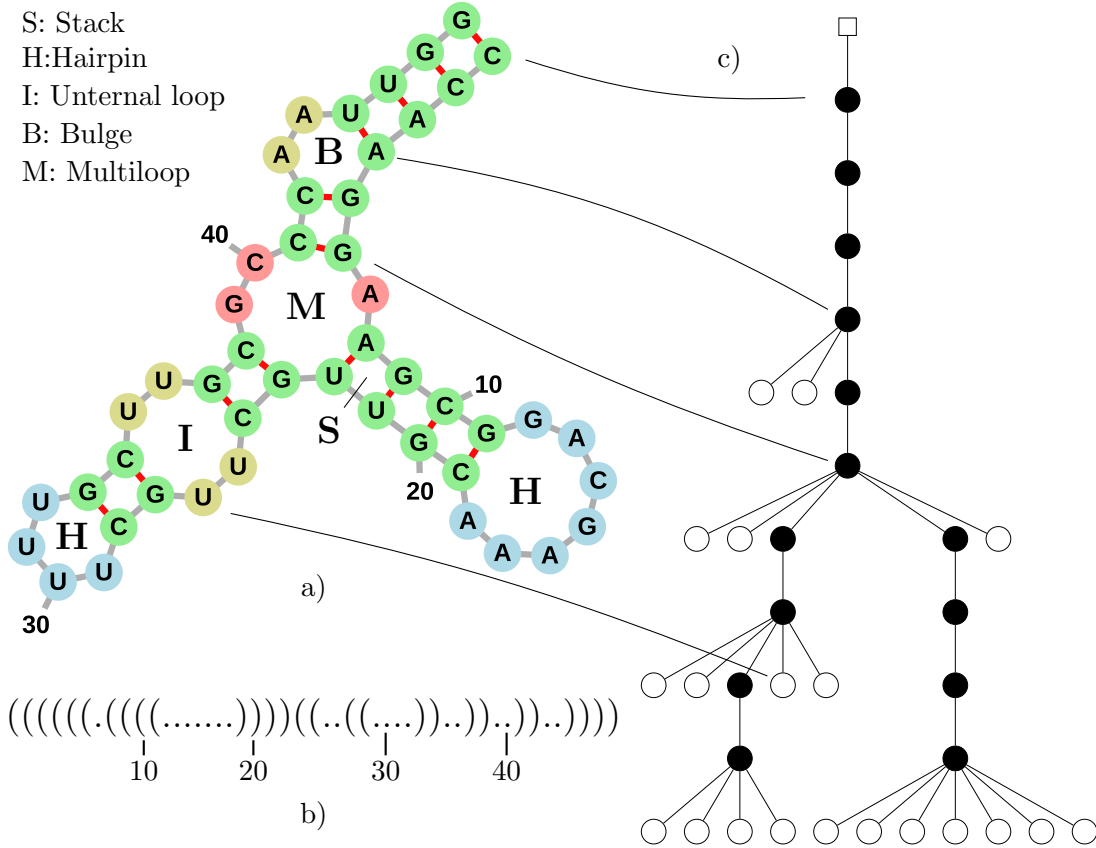 S: Stack
H:Hairpin
I: Unternal loop
B: Bulge
M: Multiloop
G
C
G
C
U
A
U
A
A
A
B
C
G
C
G
40
C
M
A
G
A
C
G
U
G
10
U
G
C
U
C
G
G
A
U
S
U
G
I
C
U
C
20
C
H
C
U
G
G
U
U
H
C
A
G
U
U
U
A
A
30
a)
c)
((((((.((((.......))))((..((....))..))..))..))))
10 20 30 40
b)